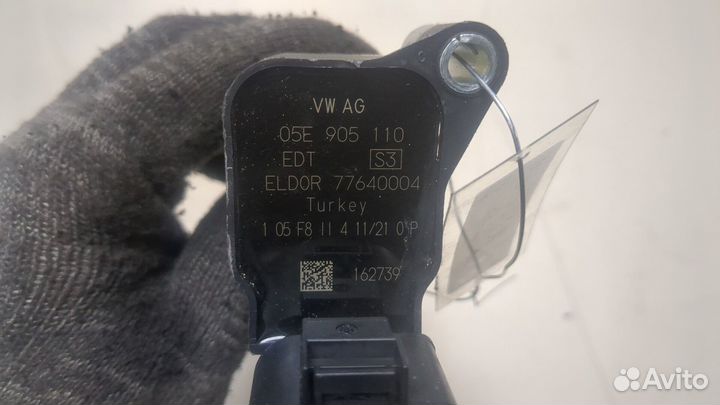 VW AG
05E 905 110
EDT S3
ELDOR 77640004
Turkey
1 05 F8 II 4 11/21 0 P
162739
Avito